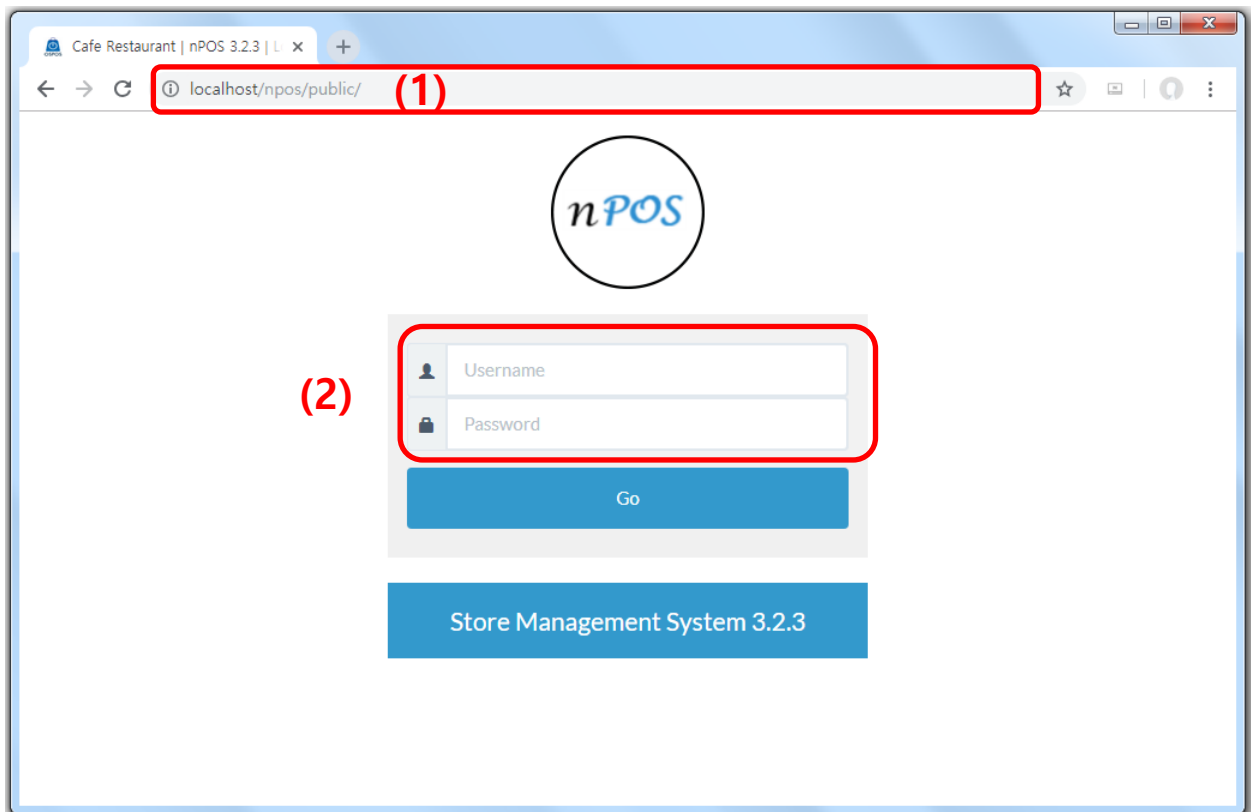 Cafe Restaurant | nPOS 3.2.3 | L
localhost/npos/public/
(1)
nPOS
(2)
Username
Password
Go
Store Management System 3.2.3